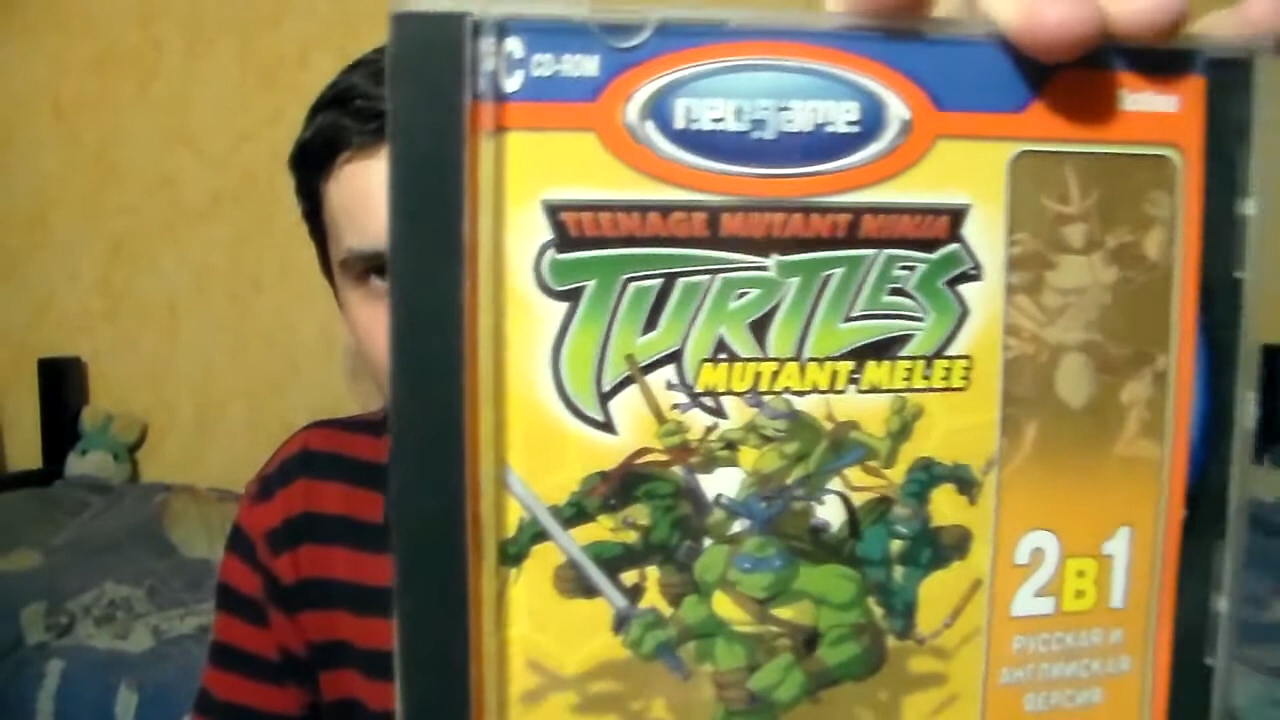 PC CD-ROM
neogame
TEENAGE MUTANT NINJA
TURTLES
MUTANT MELEE
2в1
РУССКАЯ И
АНГЛИЙСКАЯ
ВЕРСИЯ